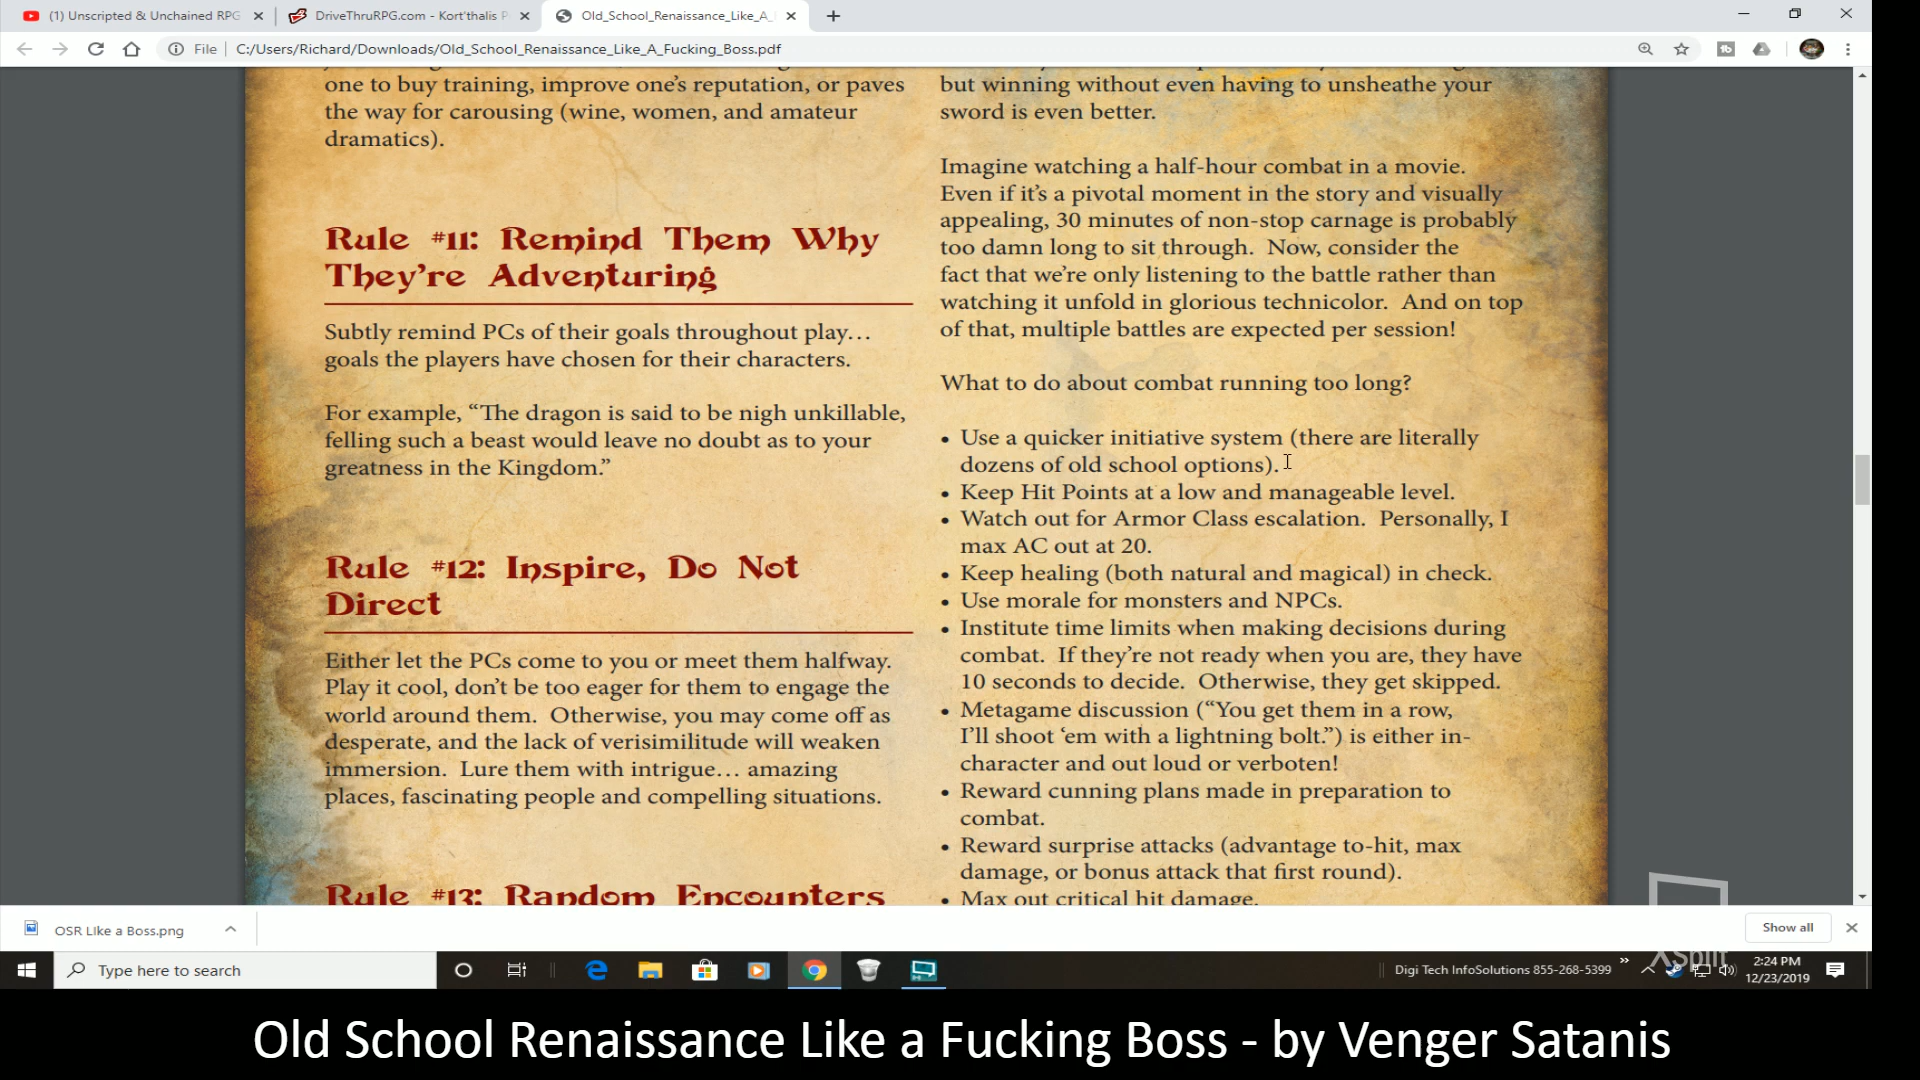 (1) Unscripted & Unchained RPG
DriveThruRPG.com - Kort'thalis P
Old_School_Renaissance_Like_A_
File
C:/Users/Richard/Downloads/Old_School_Renaissance_Like_A_Fucking_Boss.pdf
one to buy training, improve one's reputation, or paves
the way for carousing (wine, women, and amateur
dramatics).
Rule #11: Remind Them Why
They're Adventuring
Subtly remind PCs of their goals throughout play…
goals the players have chosen for their characters.
For example, “The dragon is said to be nigh unkillable,
felling such a beast would leave no doubt as to your
greatness in the Kingdom.”
Rule #12: Inspire, Do Not
Direct
Either let the PCs come to you or meet them halfway.
Play it cool, don't be too eager for them to engage the
world around them.  Otherwise, you may come off as
desperate, and the lack of verisimilitude will weaken
immersion.  Lure them with intrigue… amazing
places, fascinating people and compelling situations.
Rule #13: Random Encounters
but winning without even having to unsheathe your
sword is even better.
Imagine watching a half-hour combat in a movie.
Even if it's a pivotal moment in the story and visually
appealing, 30 minutes of non-stop carnage is probably
too damn long to sit through.  Now, consider the
fact that we're only listening to the battle rather than
watching it unfold in glorious technicolor.  And on top
of that, multiple battles are expected per session!
What to do about combat running too long?
• Use a quicker initiative system (there are literally
dozens of old school options).
• Keep Hit Points at a low and manageable level.
• Watch out for Armor Class escalation.  Personally, I
max AC out at 20.
• Keep healing (both natural and magical) in check.
• Use morale for monsters and NPCs.
• Institute time limits when making decisions during
combat.  If they're not ready when you are, they have
10 seconds to decide.  Otherwise, they get skipped.
• Metagame discussion (“You get them in a row,
I'll shoot ‘em with a lightning bolt.”) is either in-
character and out loud or verboten!
• Reward cunning plans made in preparation to
combat.
• Reward surprise attacks (advantage to-hit, max
damage, or bonus attack that first round).
• Max out critical hit damage.
OSR LIke a Boss.png
Show all
Type here to search
Digi Tech InfoSolutions 855-268-5399
XSplit
2:24 PM
12/23/2019
Old School Renaissance Like a Fucking Boss - by Venger Satanis